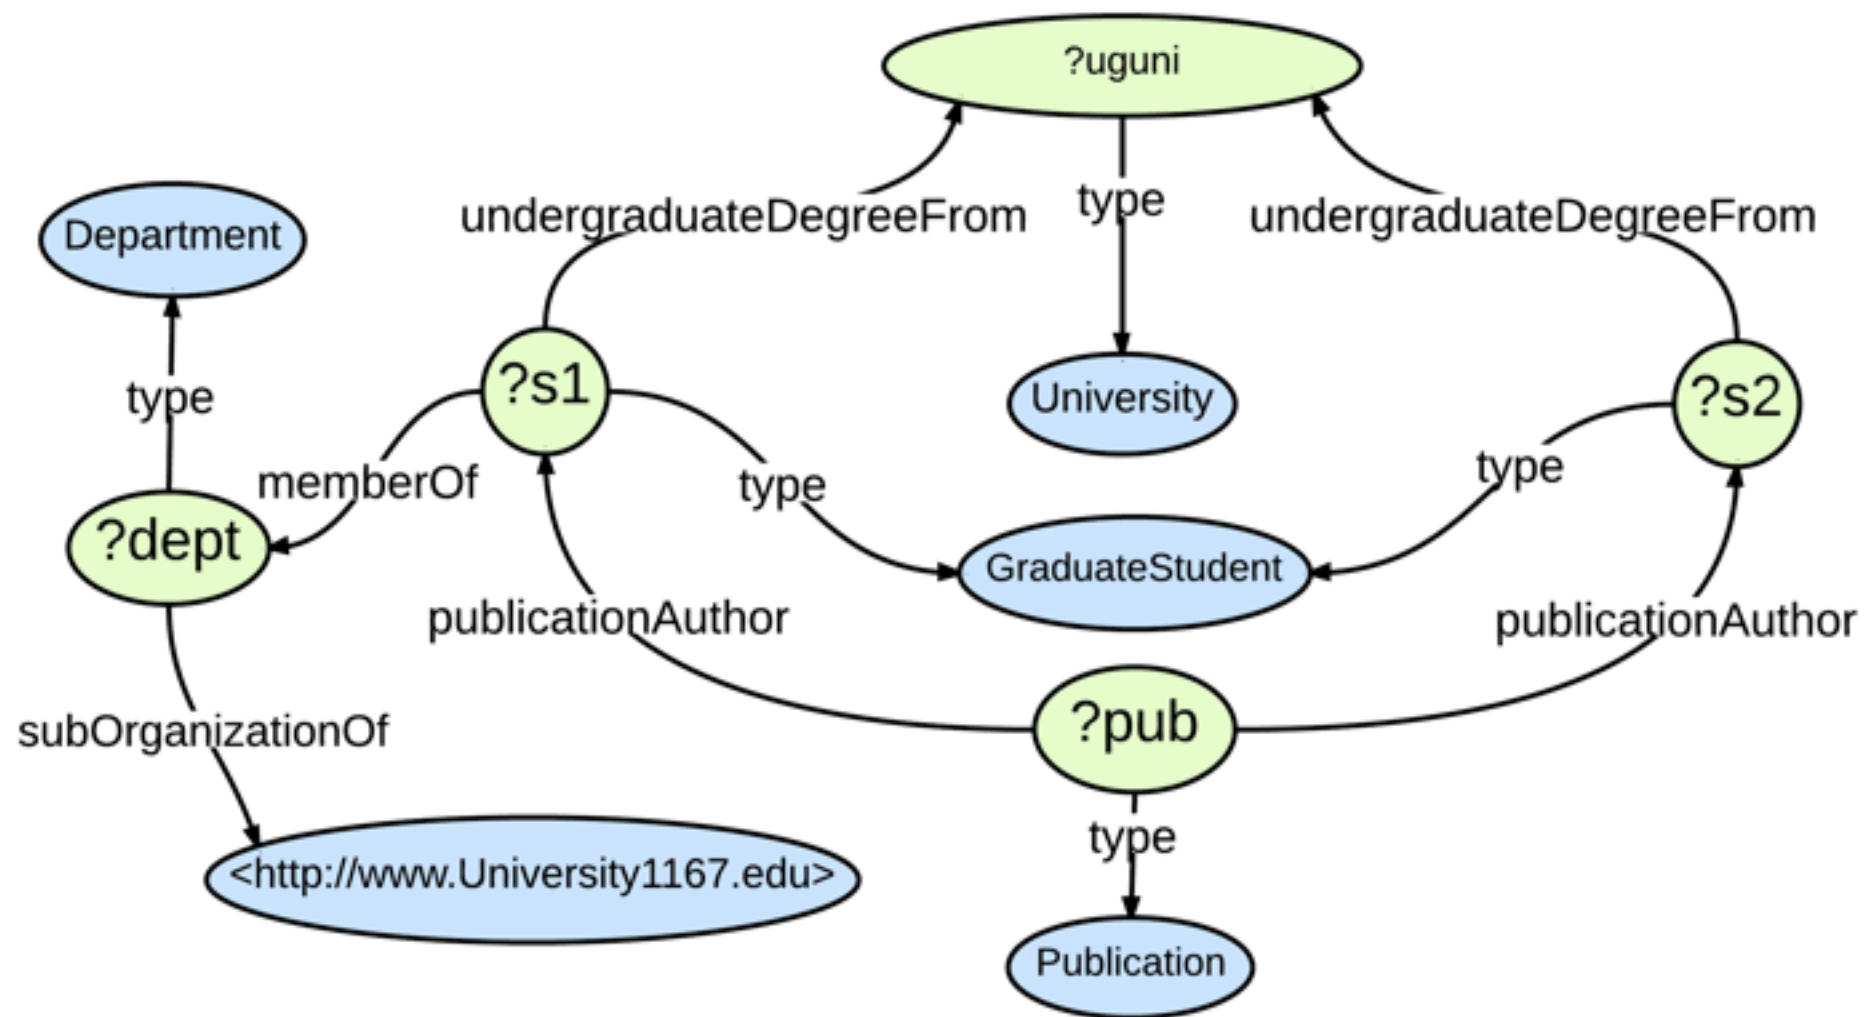 ?uguni
undergraduateDegreeFrom
type
undergraduateDegreeFrom
Department
?s1
University
?s2
type
memberOf
type
type
?dept
GraduateStudent
publicationAuthor
publicationAuthor
subOrganizationOf
?pub
type
<http://www.University1167.edu>
Publication